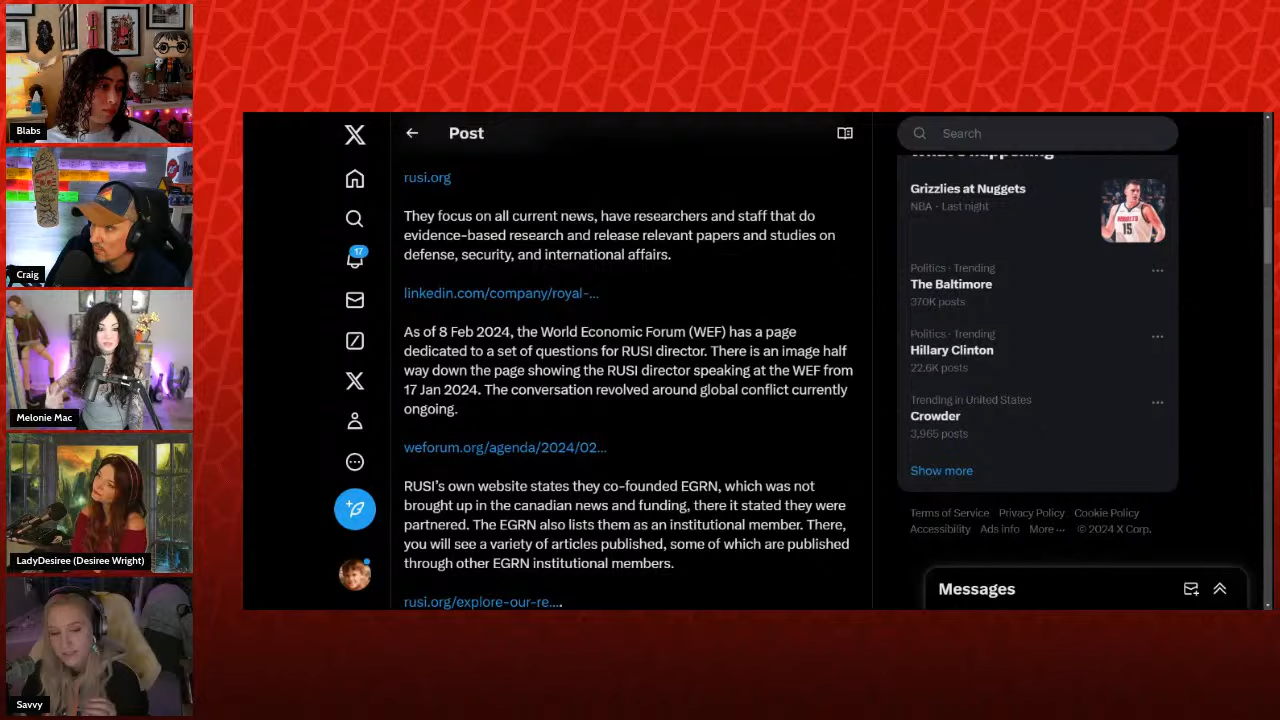 Blabs
Craig
Melonie Mac
LadyDesiree (Desiree Wright)
Savvy
17
Post
rusi.org
They focus on all current news, have researchers and staff that do
evidence-based research and release relevant papers and studies on
defense, security, and international affairs.
linkedin.com/company/royal-...
As of 8 Feb 2024, the World Economic Forum (WEF) has a page
dedicated to a set of questions for RUSI director. There is an image half
way down the page showing the RUSI director speaking at the WEF from
17 Jan 2024. The conversation revolved around global conflict currently
ongoing.
weforum.org/agenda/2024/02...
RUSI's own website states they co-founded EGRN, which was not
brought up in the canadian news and funding, there it stated they were
partnered. The EGRN also lists them as an institutional member. There,
you will see a variety of articles published, some of which are published
through other EGRN institutional members.
rusi.org/explore-our-re....
Search
What's happening
Grizzlies at Nuggets
NBA · Last night
15
Politics · Trending
The Baltimore
370K posts
Politics · Trending
Hillary Clinton
22.6K posts
Trending in United States
Crowder
3,965 posts
Show more
Terms of Service Privacy Policy Cookie Policy
Accessibility Ads info More ··· © 2024 X Corp.
Messages